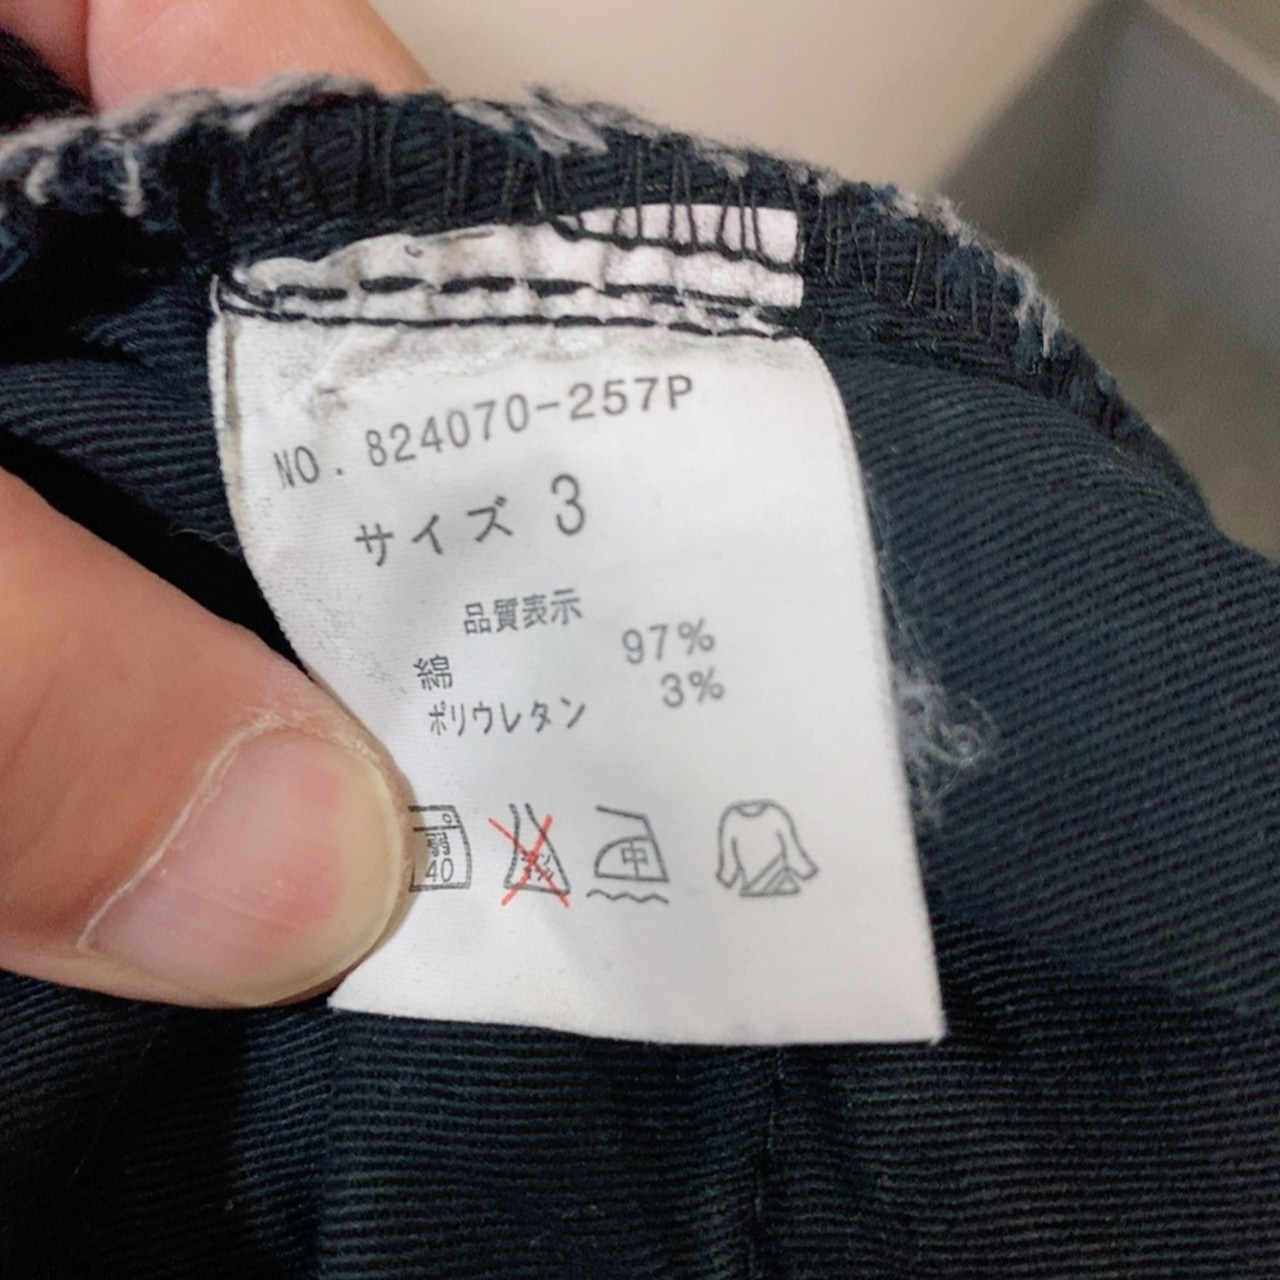 NO. 824070-257P
サイズ 3
品質表示
綿 97%
ポリウレタン 3%
弱 40 中